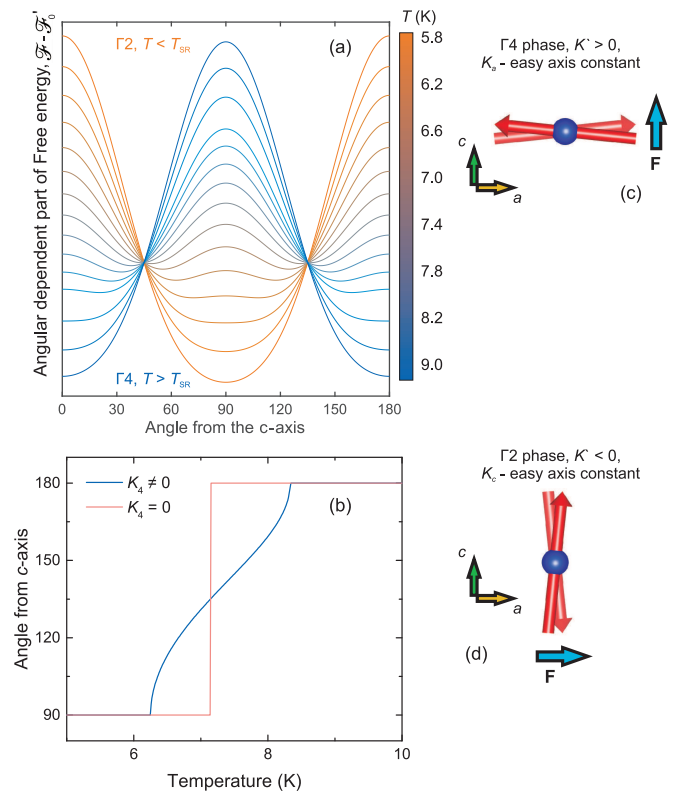 Angular dependent part of Free energy, ℱ-ℱ₀'
Γ2, T < T_SR
(a)
Γ4, T > T_SR
0 30 60 90 120 150 180
Angle from the c-axis
T (K)
5.8
6.2
6.6
7.0
7.4
7.8
8.2
9.0
Γ4 phase, K` > 0,
K_a - easy axis constant
c
a
F
(c)
Angle from c-axis
180
150
120
90
K₄ ≠ 0
K₄ = 0
(b)
6 8 10
Temperature (K)
Γ2 phase, K` < 0,
K_c - easy axis constant
c
a
(d)
F